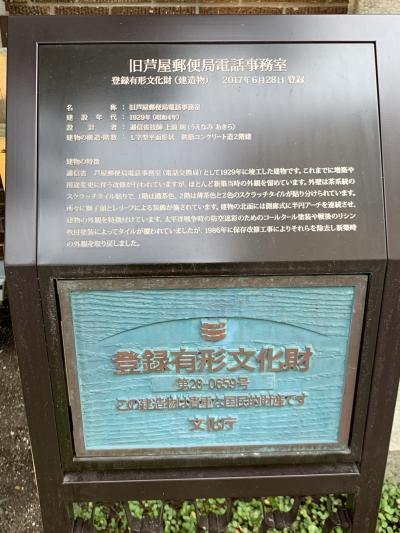 旧芦屋郵便局電話事務室
登録有形文化財（建造物） 2017年6月28日 登録
名称：旧芦屋郵便局電話事務室
建設年代：1929年（昭和4年）
設計者：逓信省技師 上浪 朗（うえなみ あきら）
建物の構造・階数：L字型平面形状 鉄筋コンクリート造2階建
建物の特徴
逓信省 芦屋郵便局電話事務室（電話交換局）として1929年に竣工した建物です。これまでに増築や
用途変更に伴う改修が行われていますが、ほとんど新築当時の外観を留めています。外壁は茶系統の
スクラッチタイル貼りで、1階は濃茶色、2階は薄茶色と2色のスクラッチタイルが貼り分けられています。
所々に獅子頭とレリーフによる装飾が施されています。建物の北面には側廊式に半円アーチを連続させ、
建物の外観を特徴付けています。太平洋戦争時の防空迷彩のためのコールタール塗装や戦後のリシン
吹付塗装によってタイルが覆われていましたが、1986年に保存改修工事によりそれらを除去し新築時
の外観を取り戻しました。
登録有形文化財
第28-0659号
この建造物は貴重な国民的財産です
文化庁